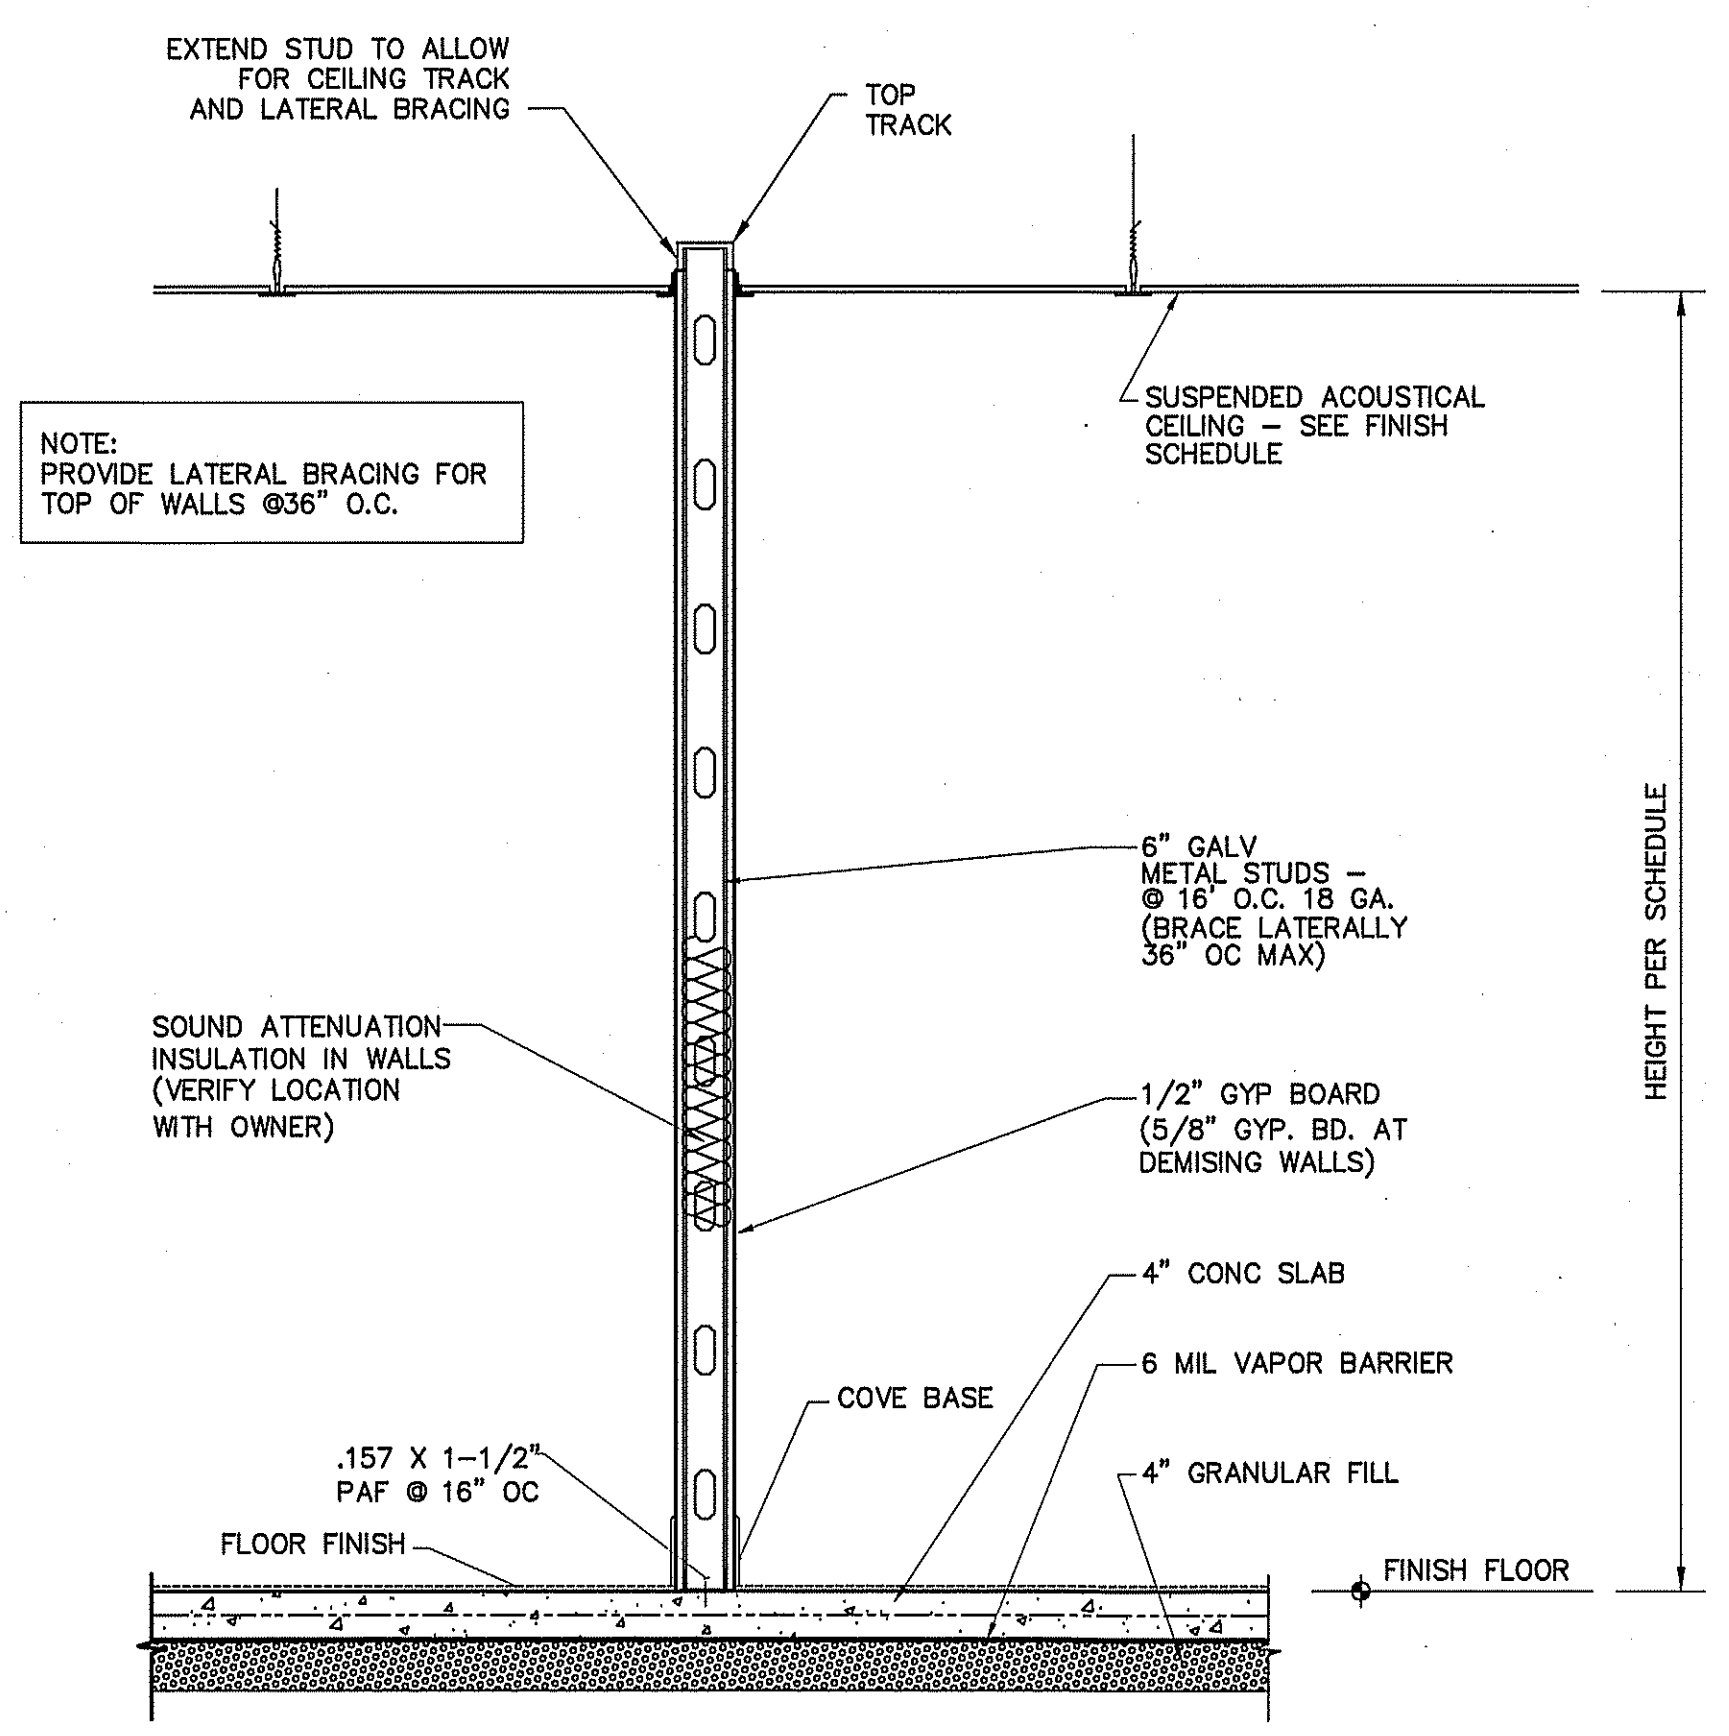 EXTEND STUD TO ALLOW
FOR CEILING TRACK
AND LATERAL BRACING
TOP
TRACK
SUSPENDED ACOUSTICAL
CEILING – SEE FINISH
SCHEDULE
NOTE:
PROVIDE LATERAL BRACING FOR
TOP OF WALLS @36" O.C.
HEIGHT PER SCHEDULE
6" GALV
METAL STUDS –
@ 16' O.C. 18 GA.
(BRACE LATERALLY
36" OC MAX)
SOUND ATTENUATION
INSULATION IN WALLS
(VERIFY LOCATION
WITH OWNER)
1/2" GYP BOARD
(5/8" GYP. BD. AT
DEMISING WALLS)
4" CONC SLAB
6 MIL VAPOR BARRIER
COVE BASE
.157 X 1-1/2"
PAF @ 16" OC
4" GRANULAR FILL
FLOOR FINISH
FINISH FLOOR